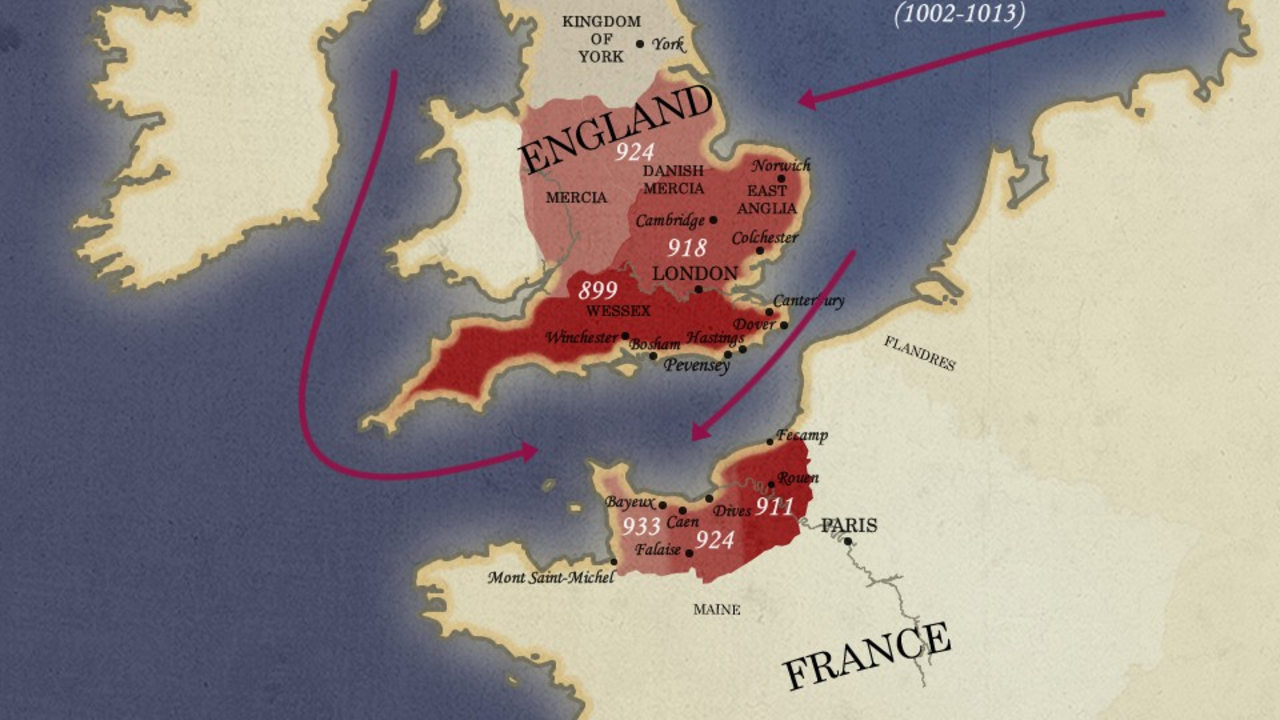 (1002-1013)
KINGDOM
OF
YORK
York
ENGLAND
924
DANISH
MERCIA
Norwich
MERCIA
EAST
ANGLIA
Cambridge
Colchester
918
LONDON
899
WESSEX
Canterbury
Dover
Winchester
Bosham
Hastings
Pevensey
FLANDRES
Fecamp
Rouen
Bayeux
Dives
911
933
Caen
924
PARIS
Falaise
Mont Saint-Michel
MAINE
FRANCE